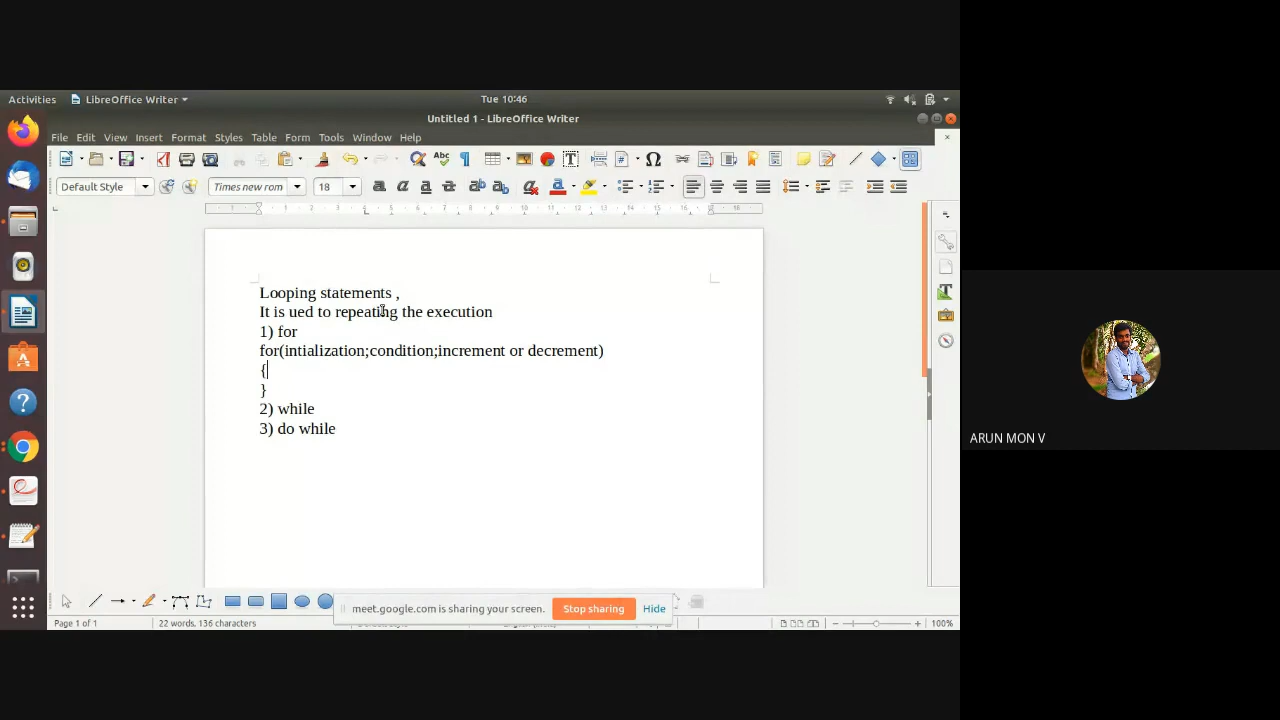 Activities LibreOffice Writer Tue 10:46
Untitled 1 - LibreOffice Writer
File Edit View Insert Format Styles Table Form Tools Window Help
Default Style Times new rom 18
Looping statements ,
It is ued to repeating the execution
1) for
for(intialization;condition;increment or decrement)
{
}
2) while
3) do while
ARUN MON V
meet.google.com is sharing your screen. Stop sharing Hide
Page 1 of 1 22 words, 136 characters 100%